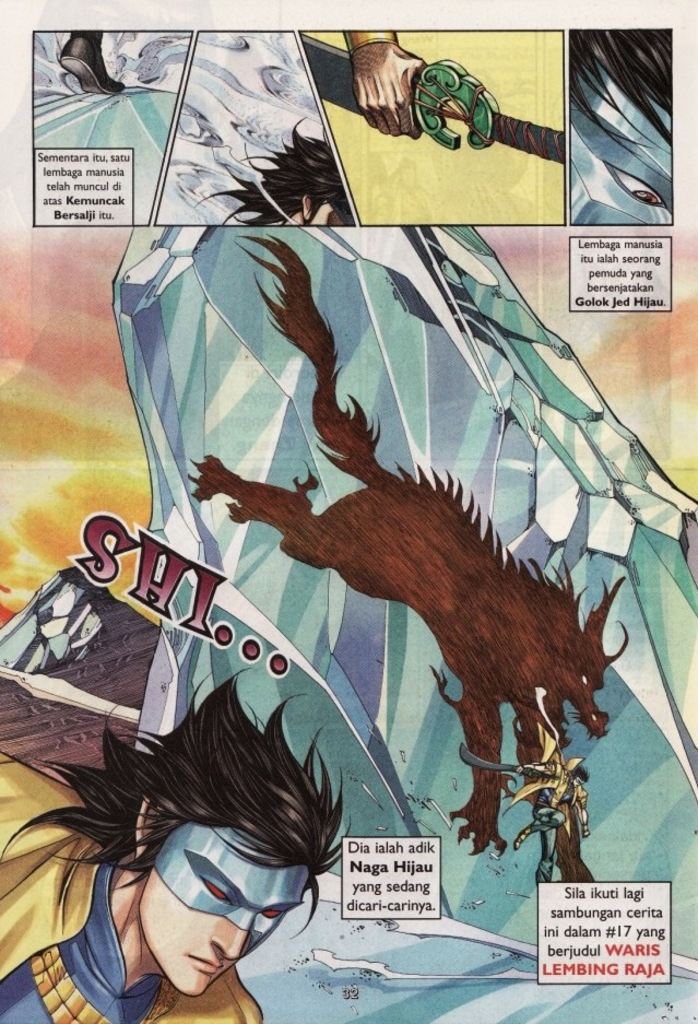 Sementara itu, satu
lembaga manusia
telah muncul di
atas Kemuncak
Bersalji itu.
Lembaga manusia
itu ialah seorang
pemuda yang
bersenjatakan
Golok Jed Hijau.
SHI...
Dia ialah adik
Naga Hijau
yang sedang
dicari-carinya.
Sila ikuti lagi
sambungan cerita
ini dalam #17 yang
berjudul WARIS
LEMBING RAJA
32